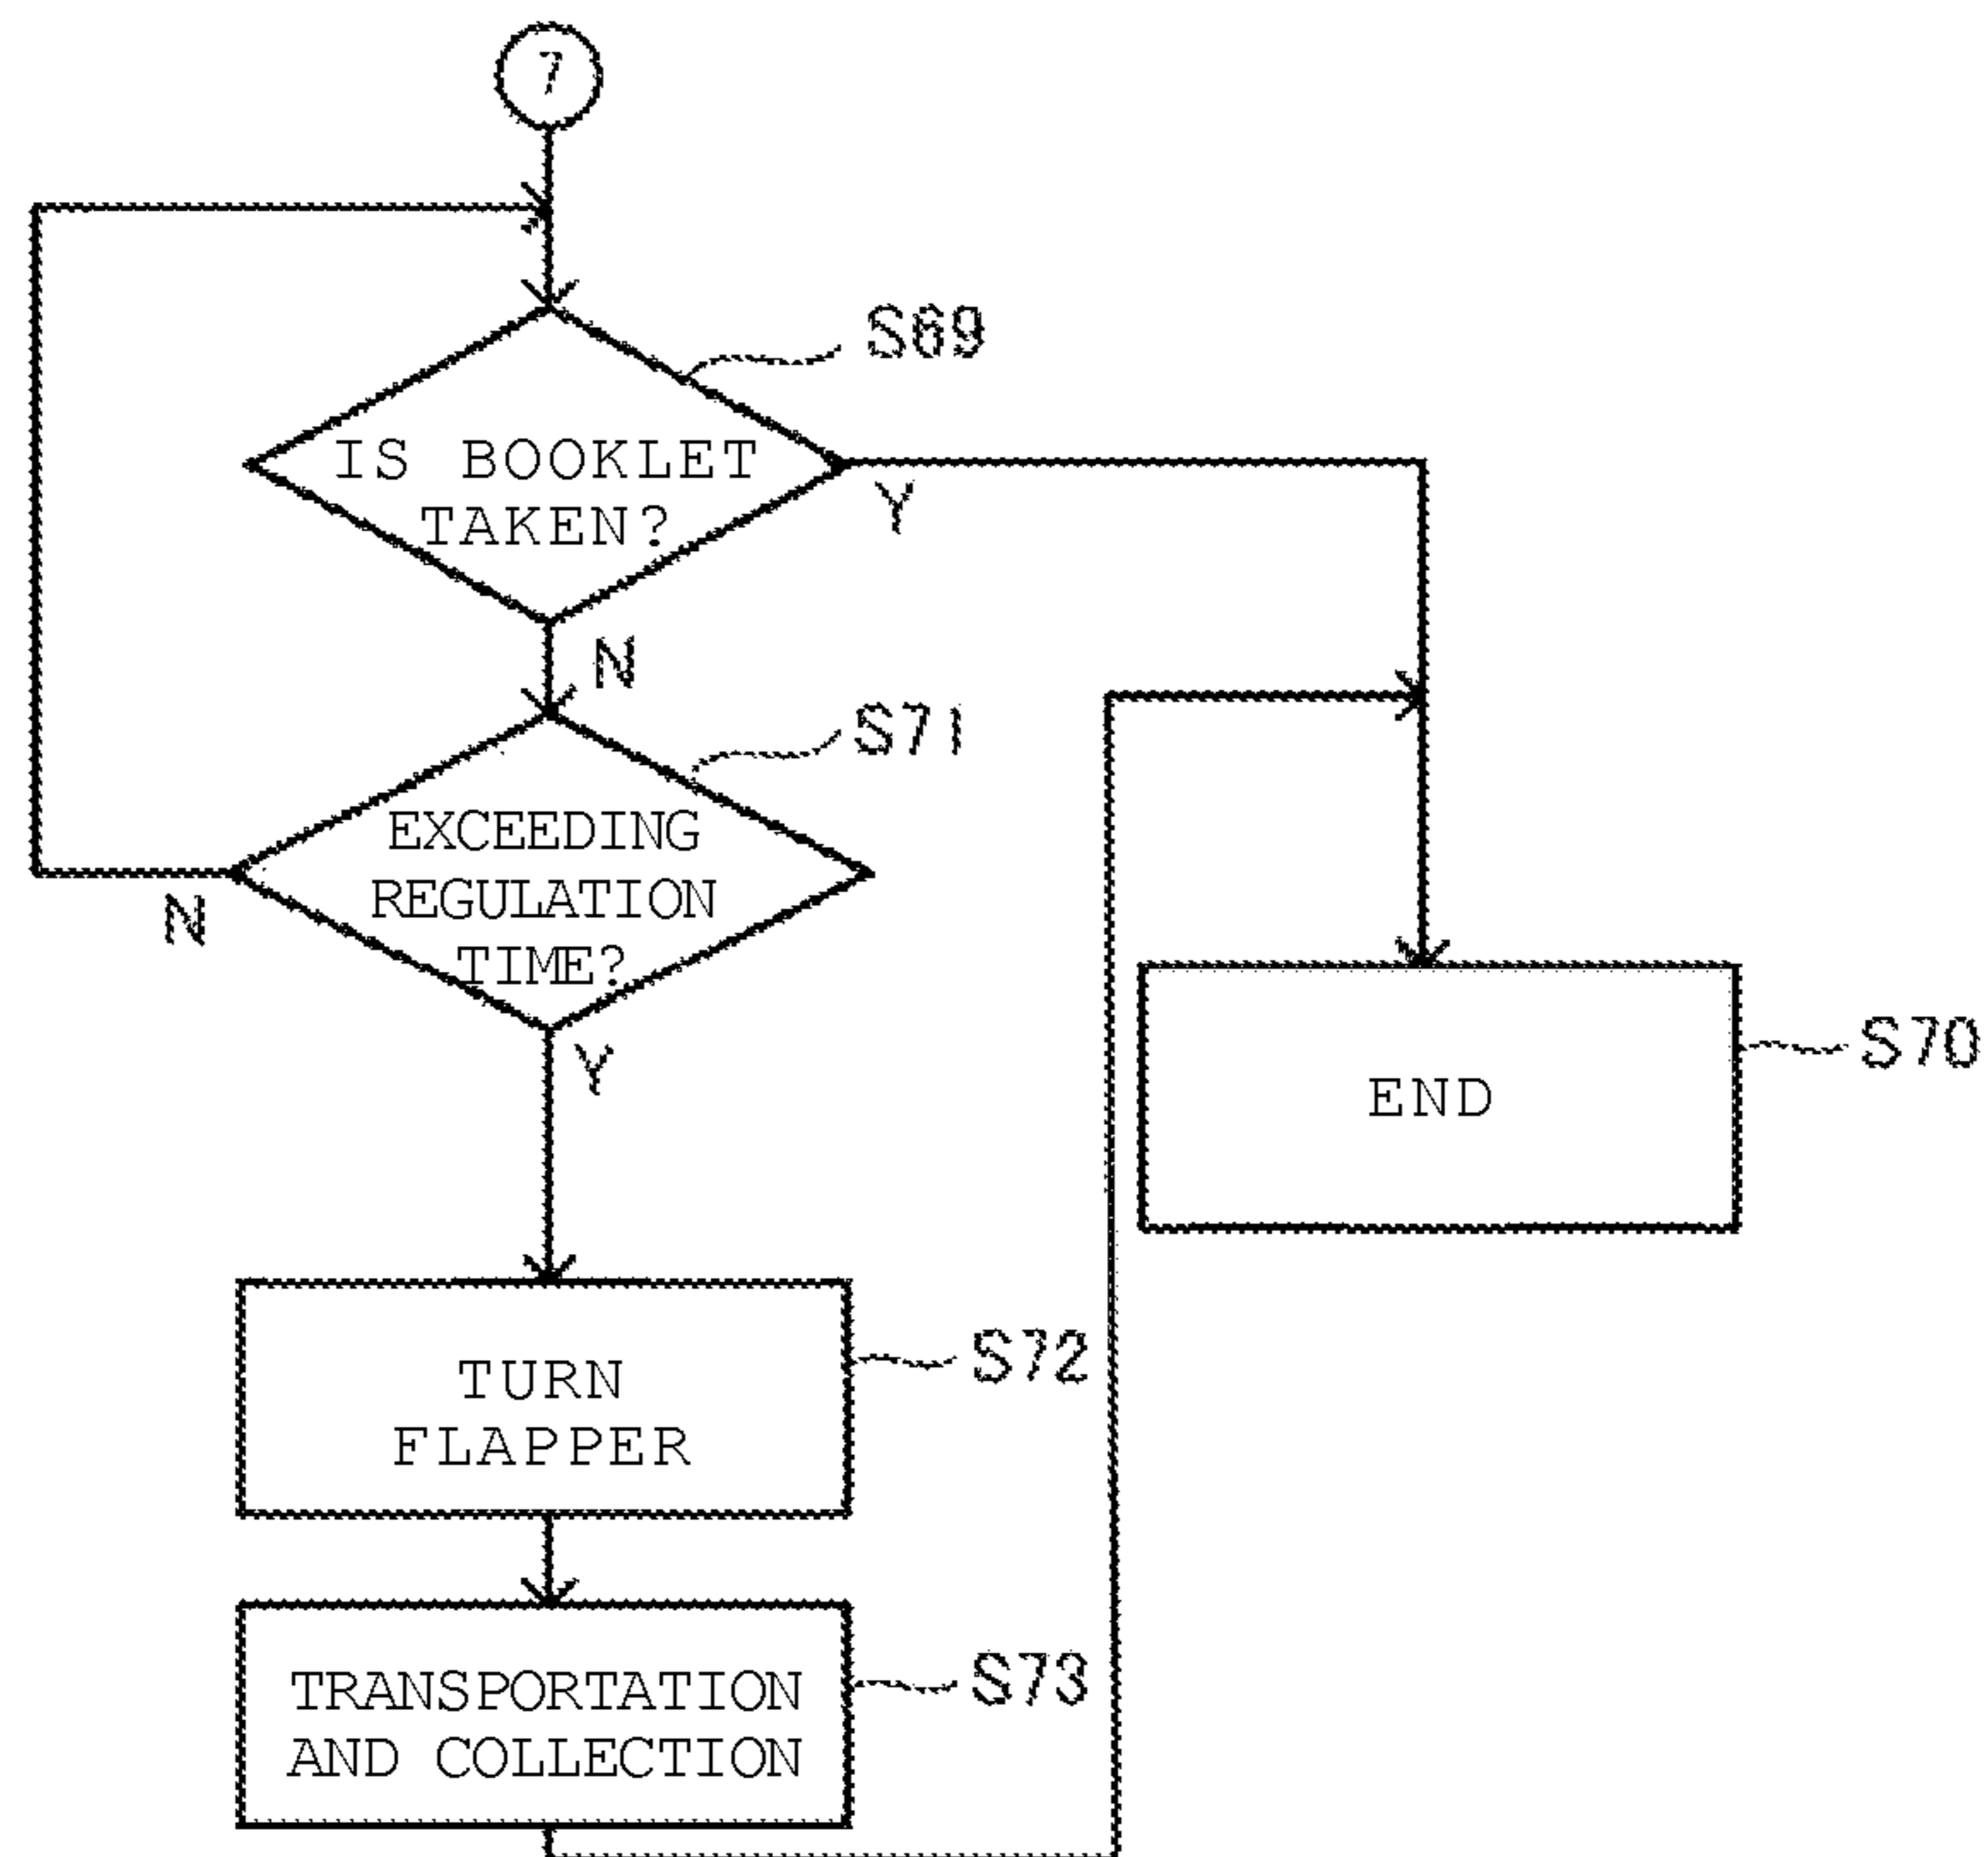 7
S69
IS BOOKLET
TAKEN?
Y
N
S71
EXCEEDING
REGULATION
TIME?
N
Y
END
S70
TURN
FLAPPER
S72
TRANSPORTATION
AND COLLECTION
S73